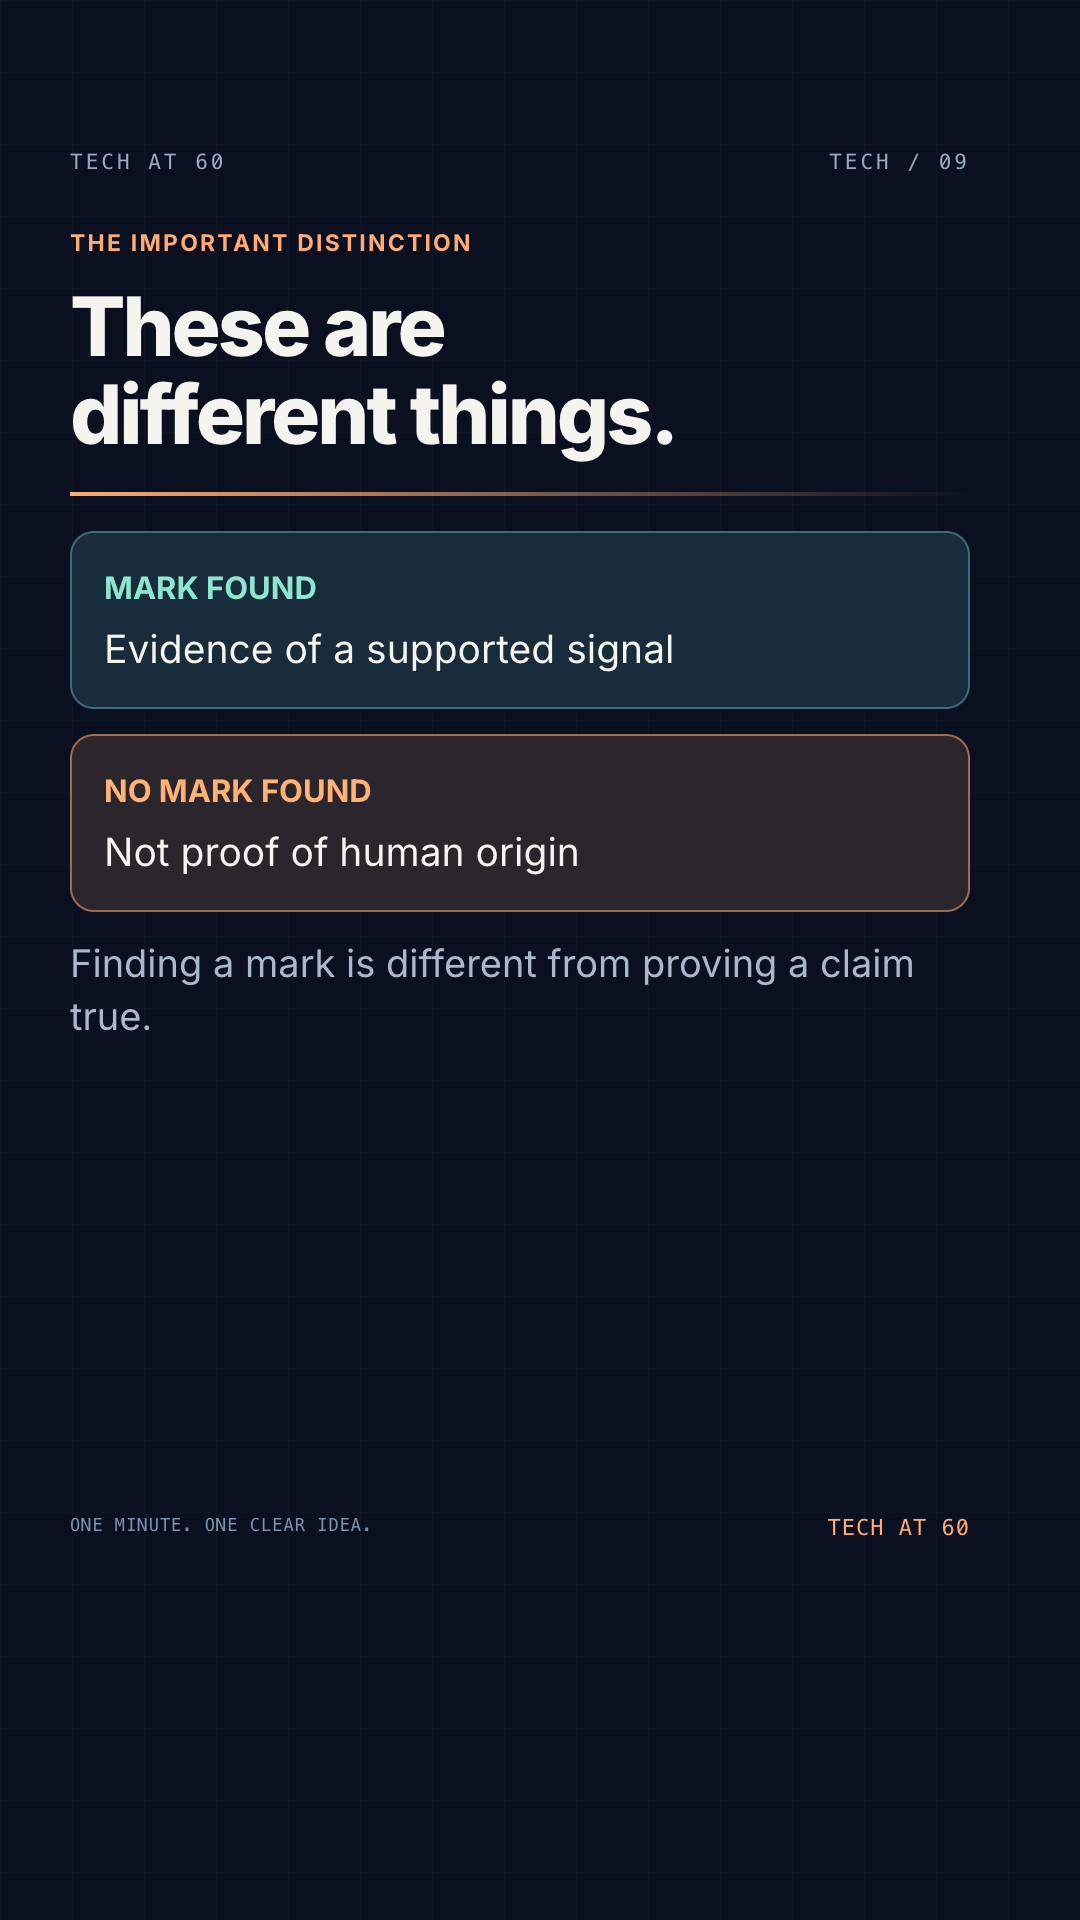 TECH AT 60
TECH / 09
THE IMPORTANT DISTINCTION
These are
different things.
MARK FOUND
Evidence of a supported signal
NO MARK FOUND
Not proof of human origin
Finding a mark is different from proving a claim
true.
ONE MINUTE. ONE CLEAR IDEA.
TECH AT 60